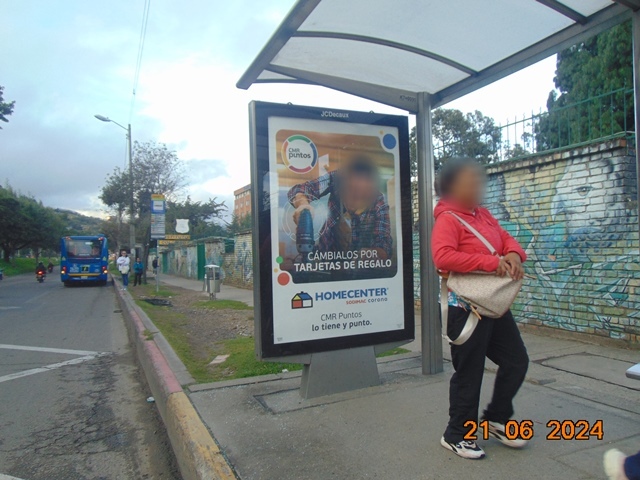 JCDecaux
CMR
puntos
CÁMBIALOS POR
TARJETAS DE REGALO
HOMECENTER
SODIMAC corona
CMR Puntos
lo tiene y punto.
21 06 2024